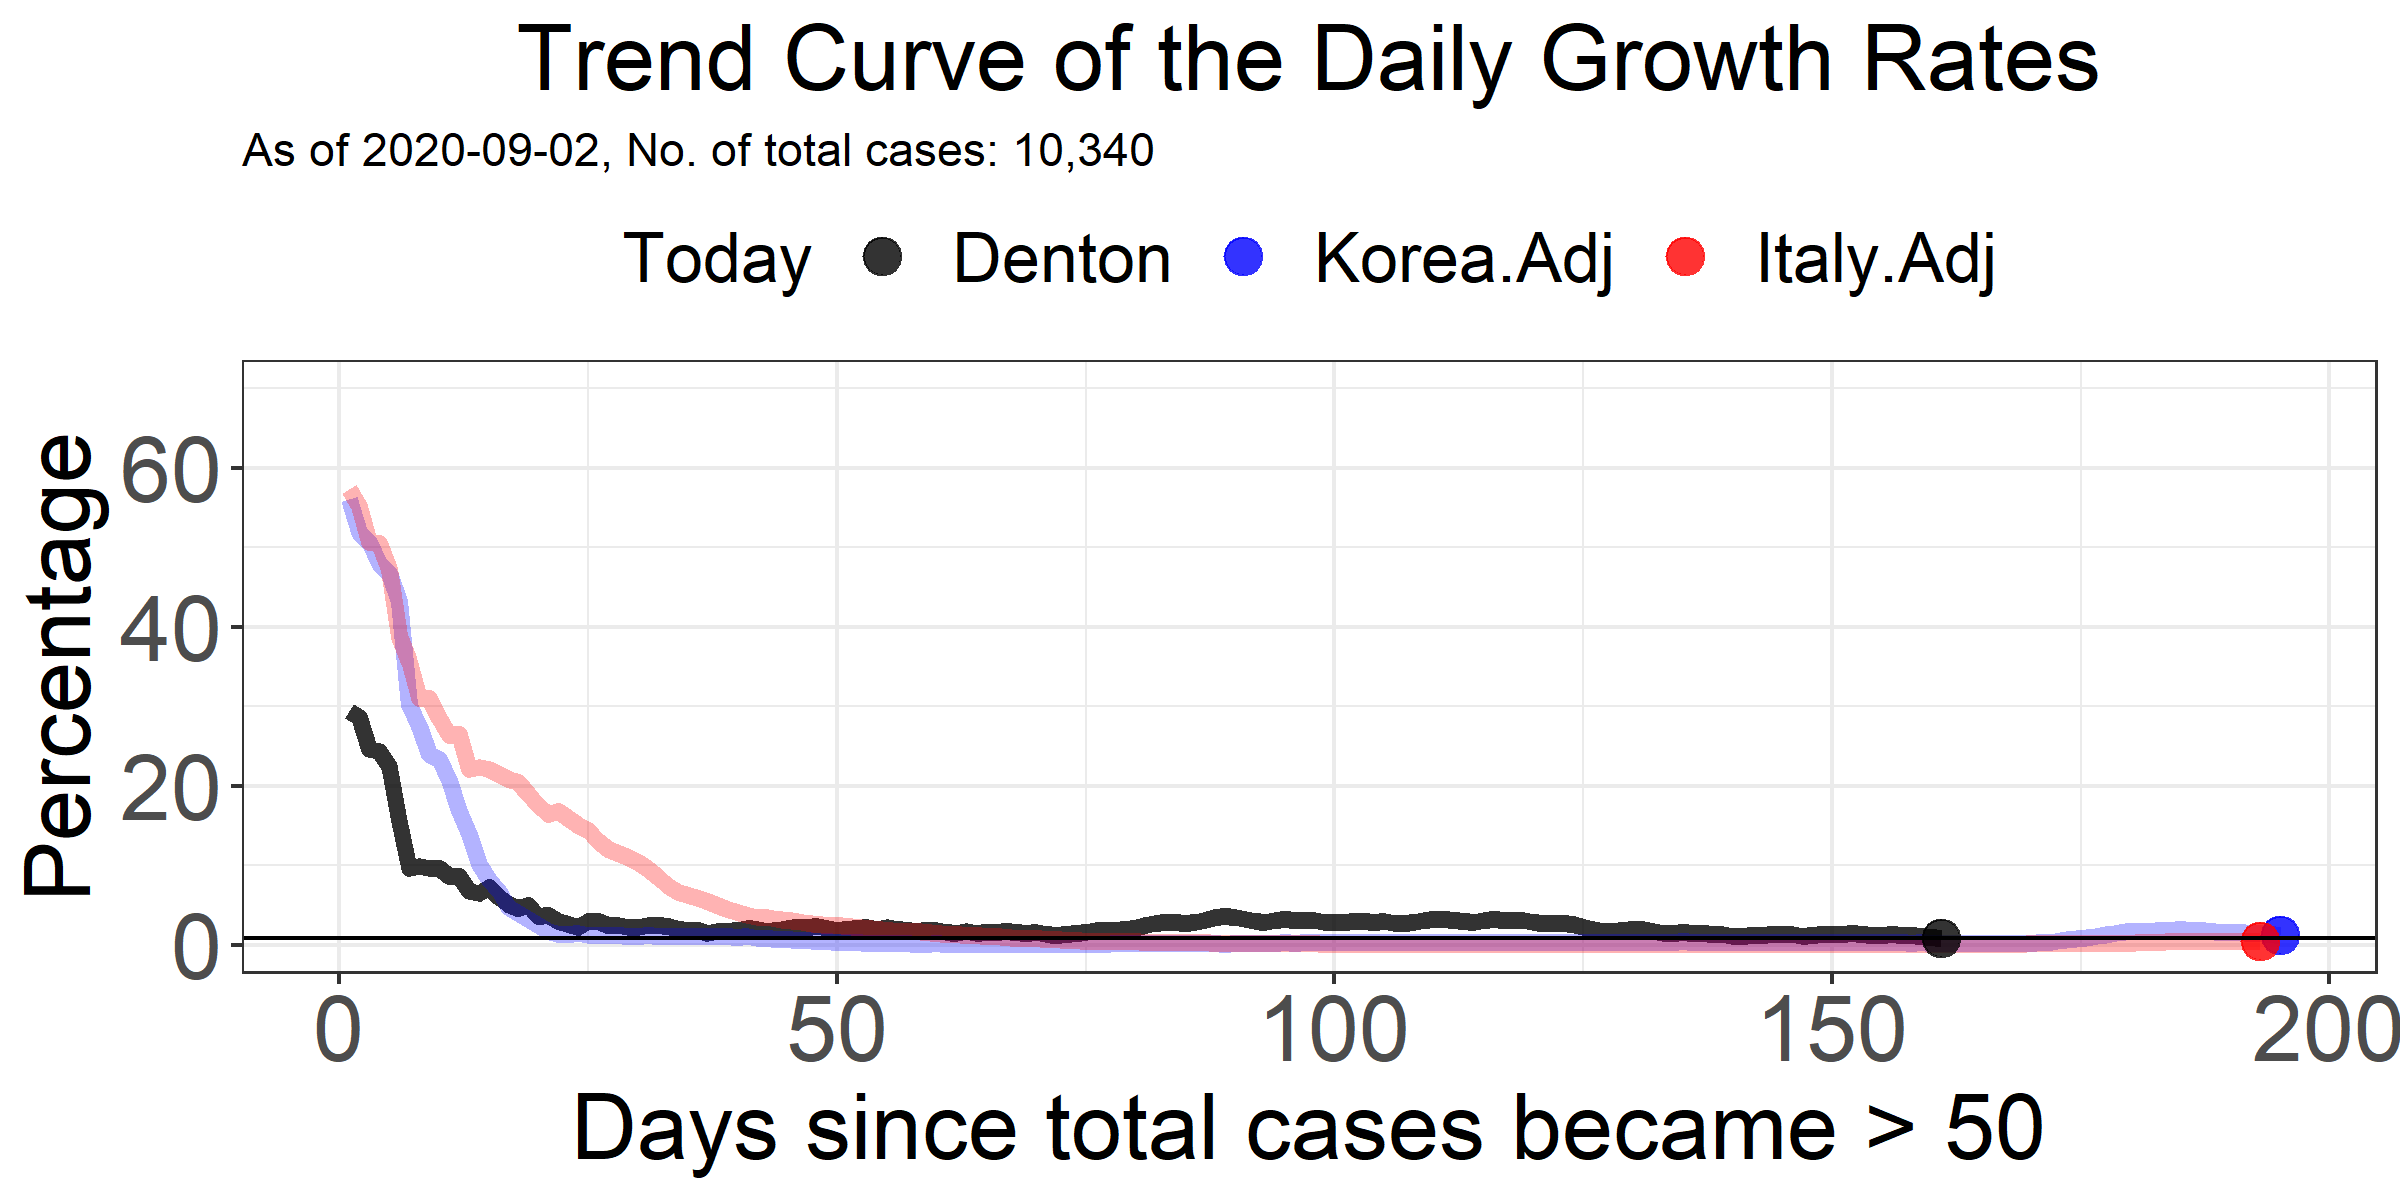 Trend Curve of the Daily Growth Rates
As of 2020-09-02, No. of total cases: 10,340
Today Denton Korea.Adj Italy.Adj
Percentage
60
40
20
0
0 50 100 150 200
Days since total cases became > 50